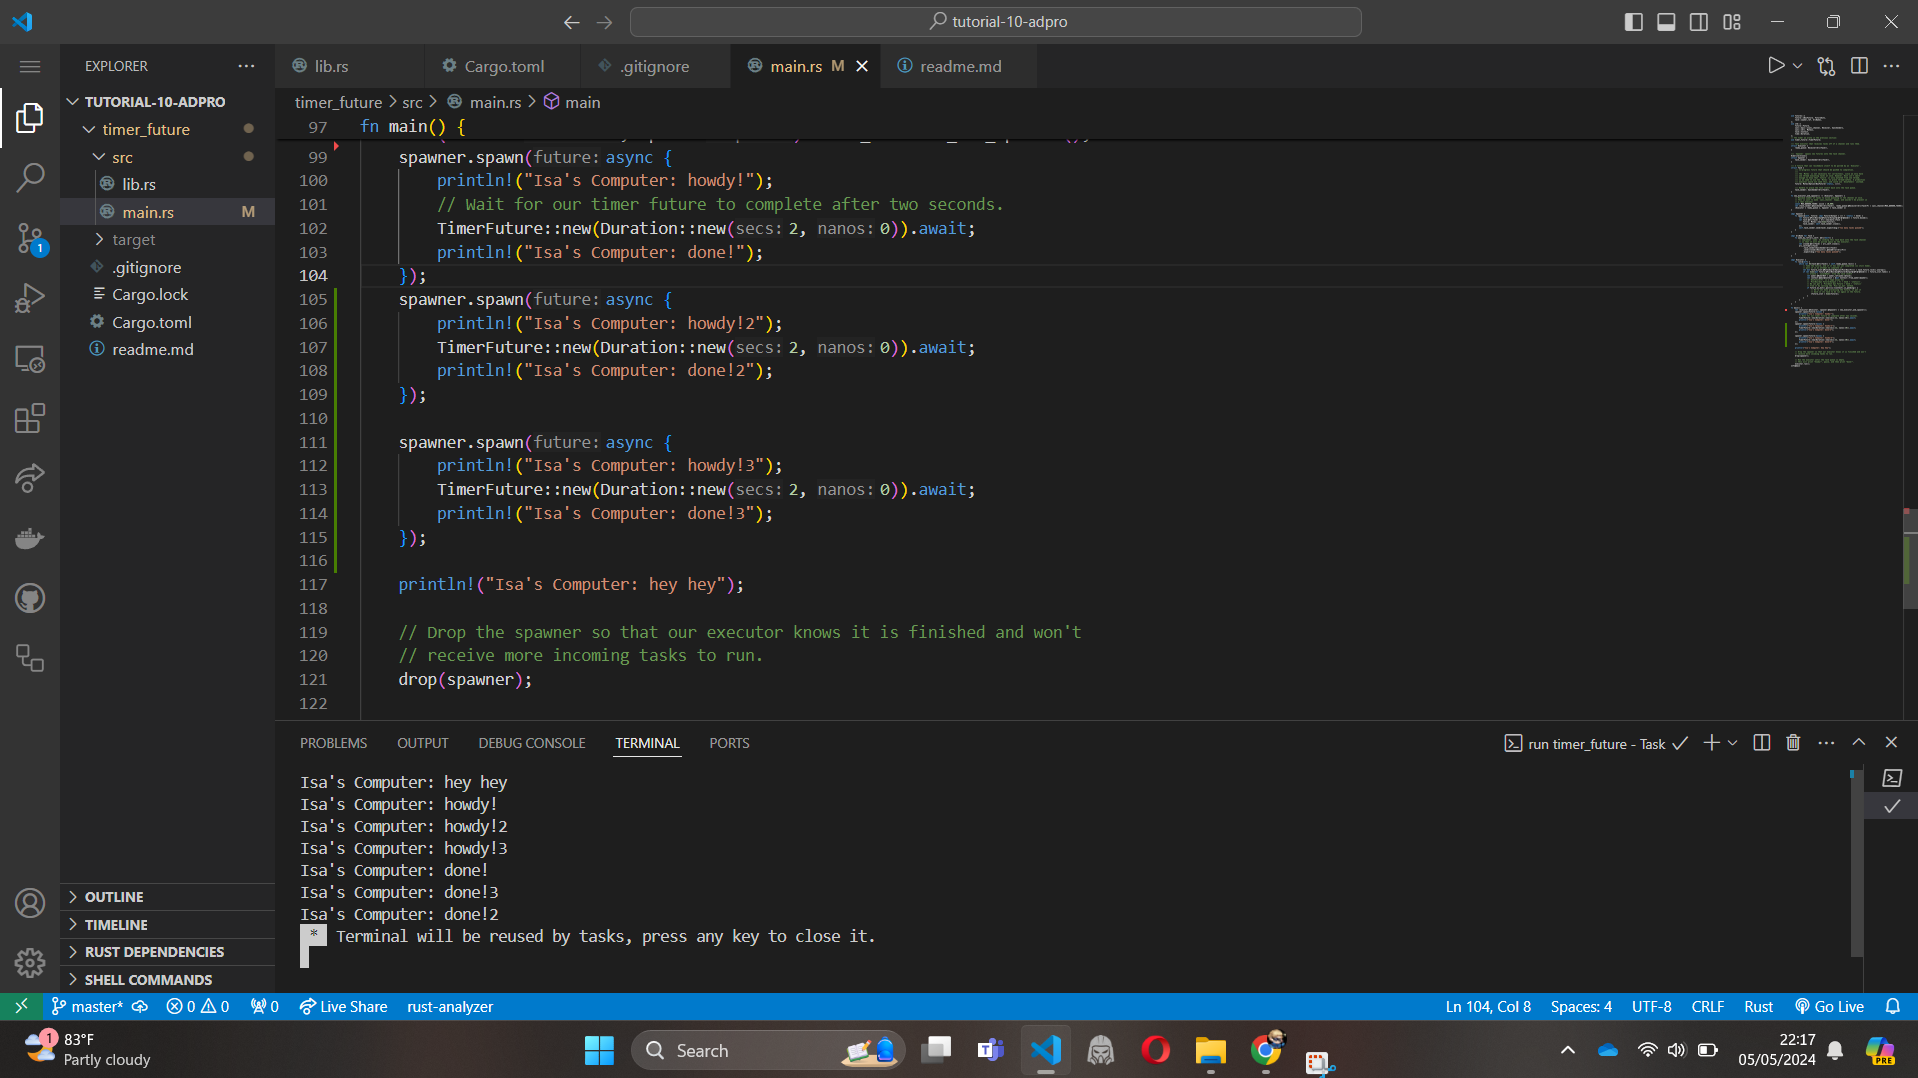 tutorial-10-adpro
EXPLORER
TUTORIAL-10-ADPRO
timer_future
src
lib.rs
main.rs M
target
.gitignore
Cargo.lock
Cargo.toml
readme.md
OUTLINE
TIMELINE
RUST DEPENDENCIES
SHELL COMMANDS
1
lib.rs
Cargo.toml
.gitignore
main.rs M
readme.md
timer_future > src > main.rs > main
97 fn main() {
99 spawner.spawn(future: async {
100 println!("Isa's Computer: howdy!");
101 // Wait for our timer future to complete after two seconds.
102 TimerFuture::new(Duration::new(secs: 2, nanos: 0)).await;
103 println!("Isa's Computer: done!");
104 });
105 spawner.spawn(future: async {
106 println!("Isa's Computer: howdy!2");
107 TimerFuture::new(Duration::new(secs: 2, nanos: 0)).await;
108 println!("Isa's Computer: done!2");
109 });
110
111 spawner.spawn(future: async {
112 println!("Isa's Computer: howdy!3");
113 TimerFuture::new(Duration::new(secs: 2, nanos: 0)).await;
114 println!("Isa's Computer: done!3");
115 });
116
117 println!("Isa's Computer: hey hey");
118
119 // Drop the spawner so that our executor knows it is finished and won't
120 // receive more incoming tasks to run.
121 drop(spawner);
122
PROBLEMS OUTPUT DEBUG CONSOLE TERMINAL PORTS
run timer_future - Task
Isa's Computer: hey hey
Isa's Computer: howdy!
Isa's Computer: howdy!2
Isa's Computer: howdy!3
Isa's Computer: done!
Isa's Computer: done!3
Isa's Computer: done!2
* Terminal will be reused by tasks, press any key to close it.
master* 0 0 0 Live Share rust-analyzer
Ln 104, Col 8 Spaces: 4 UTF-8 CRLF Rust Go Live
1
83°F
Partly cloudy
Search
22:17
05/05/2024
PRE